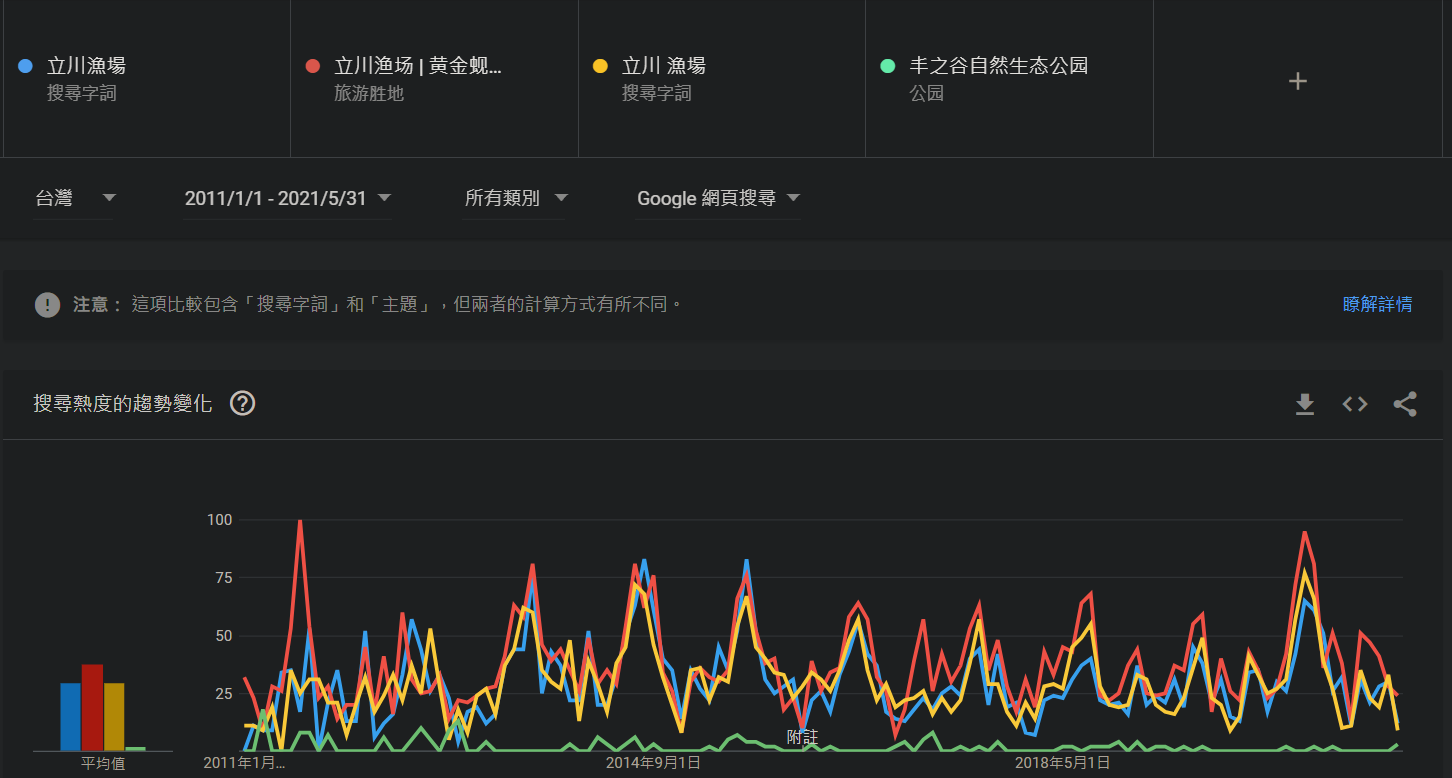 立川漁場
搜尋字詞
立川渔场 | 黄金蚬...
旅游胜地
立川 漁場
搜尋字詞
丰之谷自然生态公园
公园
台灣
2011/1/1 - 2021/5/31
所有類別
Google 網頁搜尋
注意： 這項比較包含「搜尋字詞」和「主題」，但兩者的計算方式有所不同。
瞭解詳情
搜尋熱度的趨勢變化
100
75
50
25
附註
平均值
2011年1月...
2014年9月1日
2018年5月1日